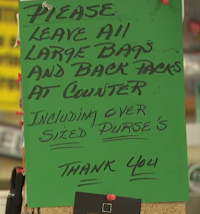 PLEASE
LEAVE All
LARGE BAgS
AND BACK PACKS
AT COUNTER
INCLUDING OVER
SIZED PURSE'S
THANK YOU